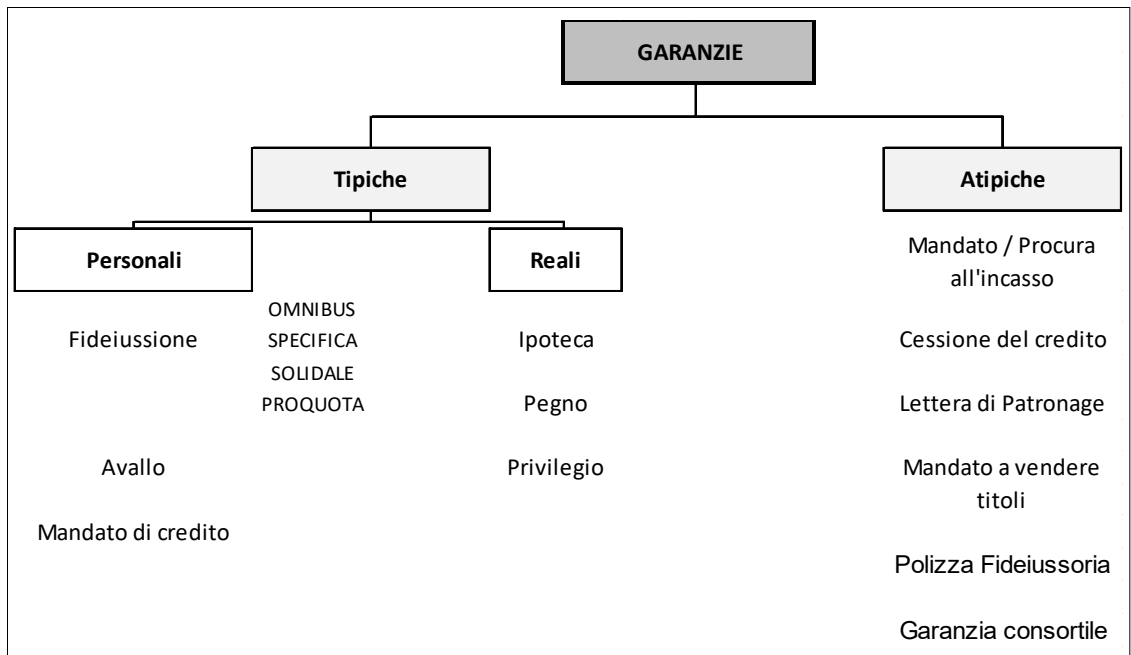 GARANZIE
Tipiche
Atipiche
Personali
Reali
Mandato / Procura
all'incasso
OMNIBUS
Fideiussione
SPECIFICA
Ipoteca
Cessione del credito
SOLIDALE
PROQUOTA
Pegno
Lettera di Patronage
Avallo
Privilegio
Mandato a vendere
titoli
Mandato di credito
Polizza Fideiussoria
Garanzia consortile